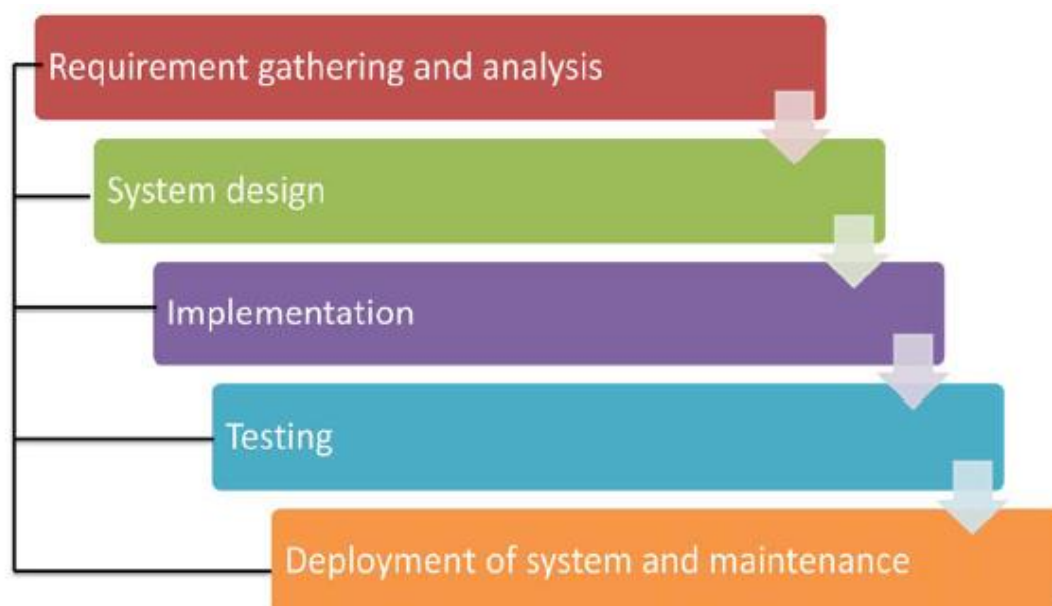 Requirement gathering and analysis
System design
Implementation
Testing
Deployment of system and maintenance